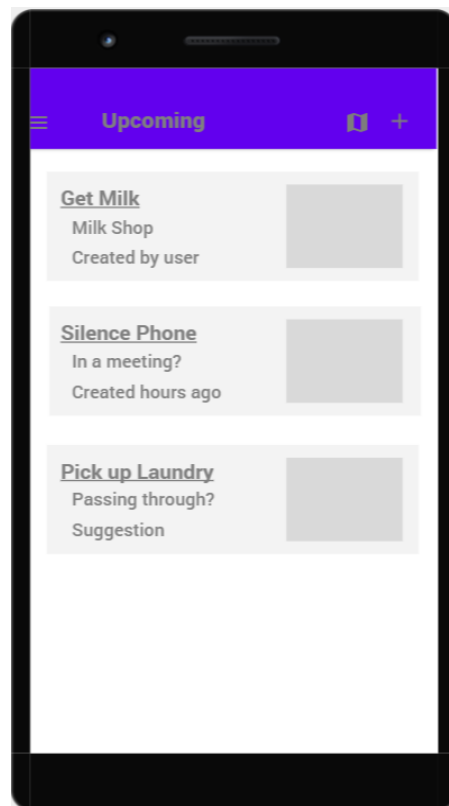 Upcoming
Get Milk
Milk Shop
Created by user
Silence Phone
In a meeting?
Created hours ago
Pick up Laundry
Passing through?
Suggestion